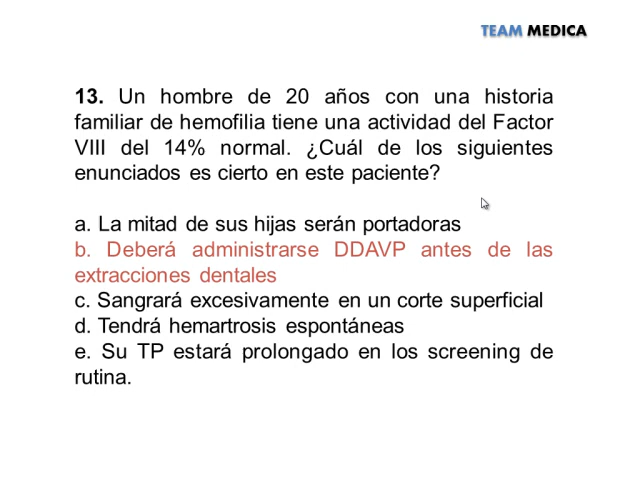 TEAM MEDICA
13. Un hombre de 20 años con una historia
familiar de hemofilia tiene una actividad del Factor
VIII del 14% normal. ¿Cuál de los siguientes
enunciados es cierto en este paciente?
a. La mitad de sus hijas serán portadoras
b. Deberá administrarse DDAVP antes de las
extracciones dentales
c. Sangrará excesivamente en un corte superficial
d. Tendrá hemartrosis espontáneas
e. Su TP estará prolongado en los screening de
rutina.